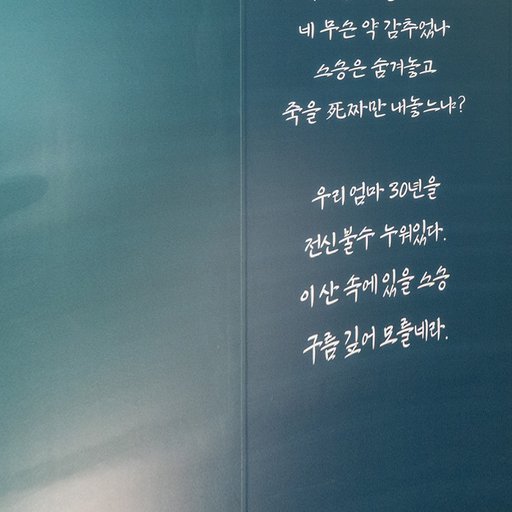 네 무슨 약 감추었나
스승은 숨겨놓고
죽을 死짜만 내놓느냐?
우리 엄마 30년을
전신불수 누워있다.
이 산 속에 있을 스승
구름 깊어 모를네라.